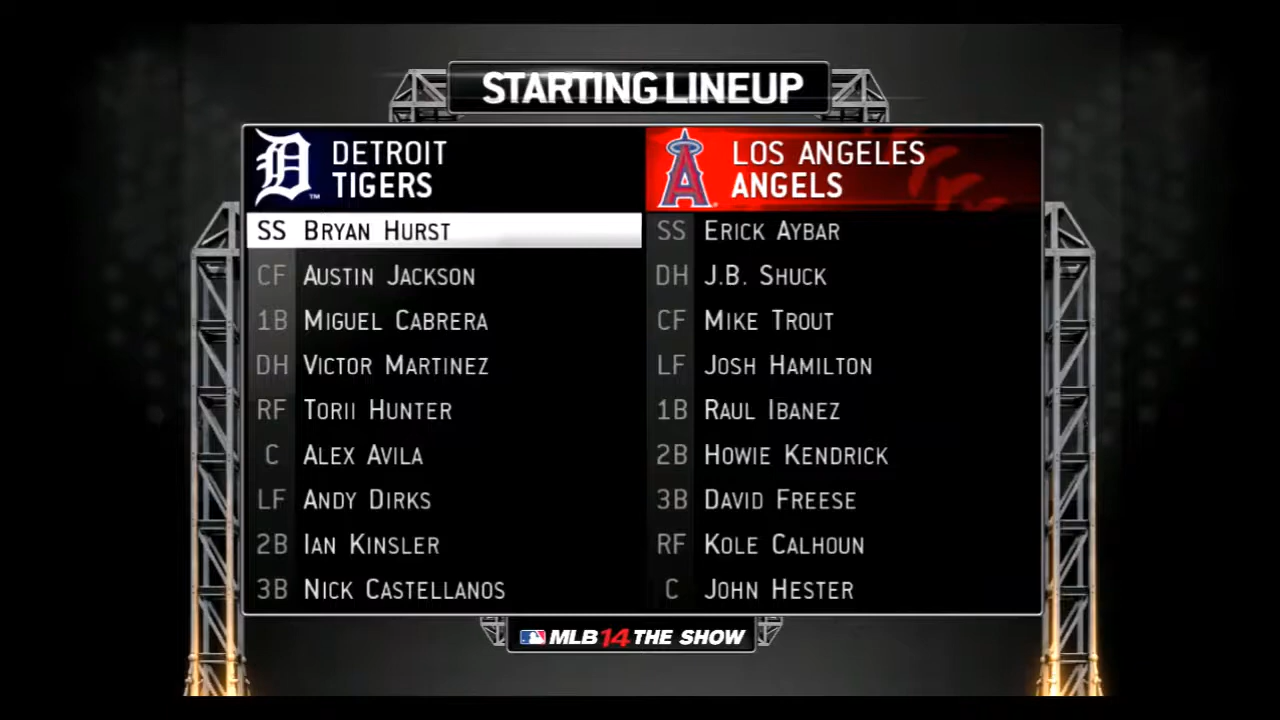 STARTING LINEUP
DETROIT
TIGERS
SS BRYAN HURST
CF AUSTIN JACKSON
1B MIGUEL CABRERA
DH VICTOR MARTINEZ
RF TORII HUNTER
C ALEX AVILA
LF ANDY DIRKS
2B IAN KINSLER
3B NICK CASTELLANOS
LOS ANGELES
ANGELS
SS ERICK AYBAR
DH J.B. SHUCK
CF MIKE TROUT
LF JOSH HAMILTON
1B RAUL IBANEZ
2B HOWIE KENDRICK
3B DAVID FREESE
RF KOLE CALHOUN
C JOHN HESTER
MLB 14 THE SHOW